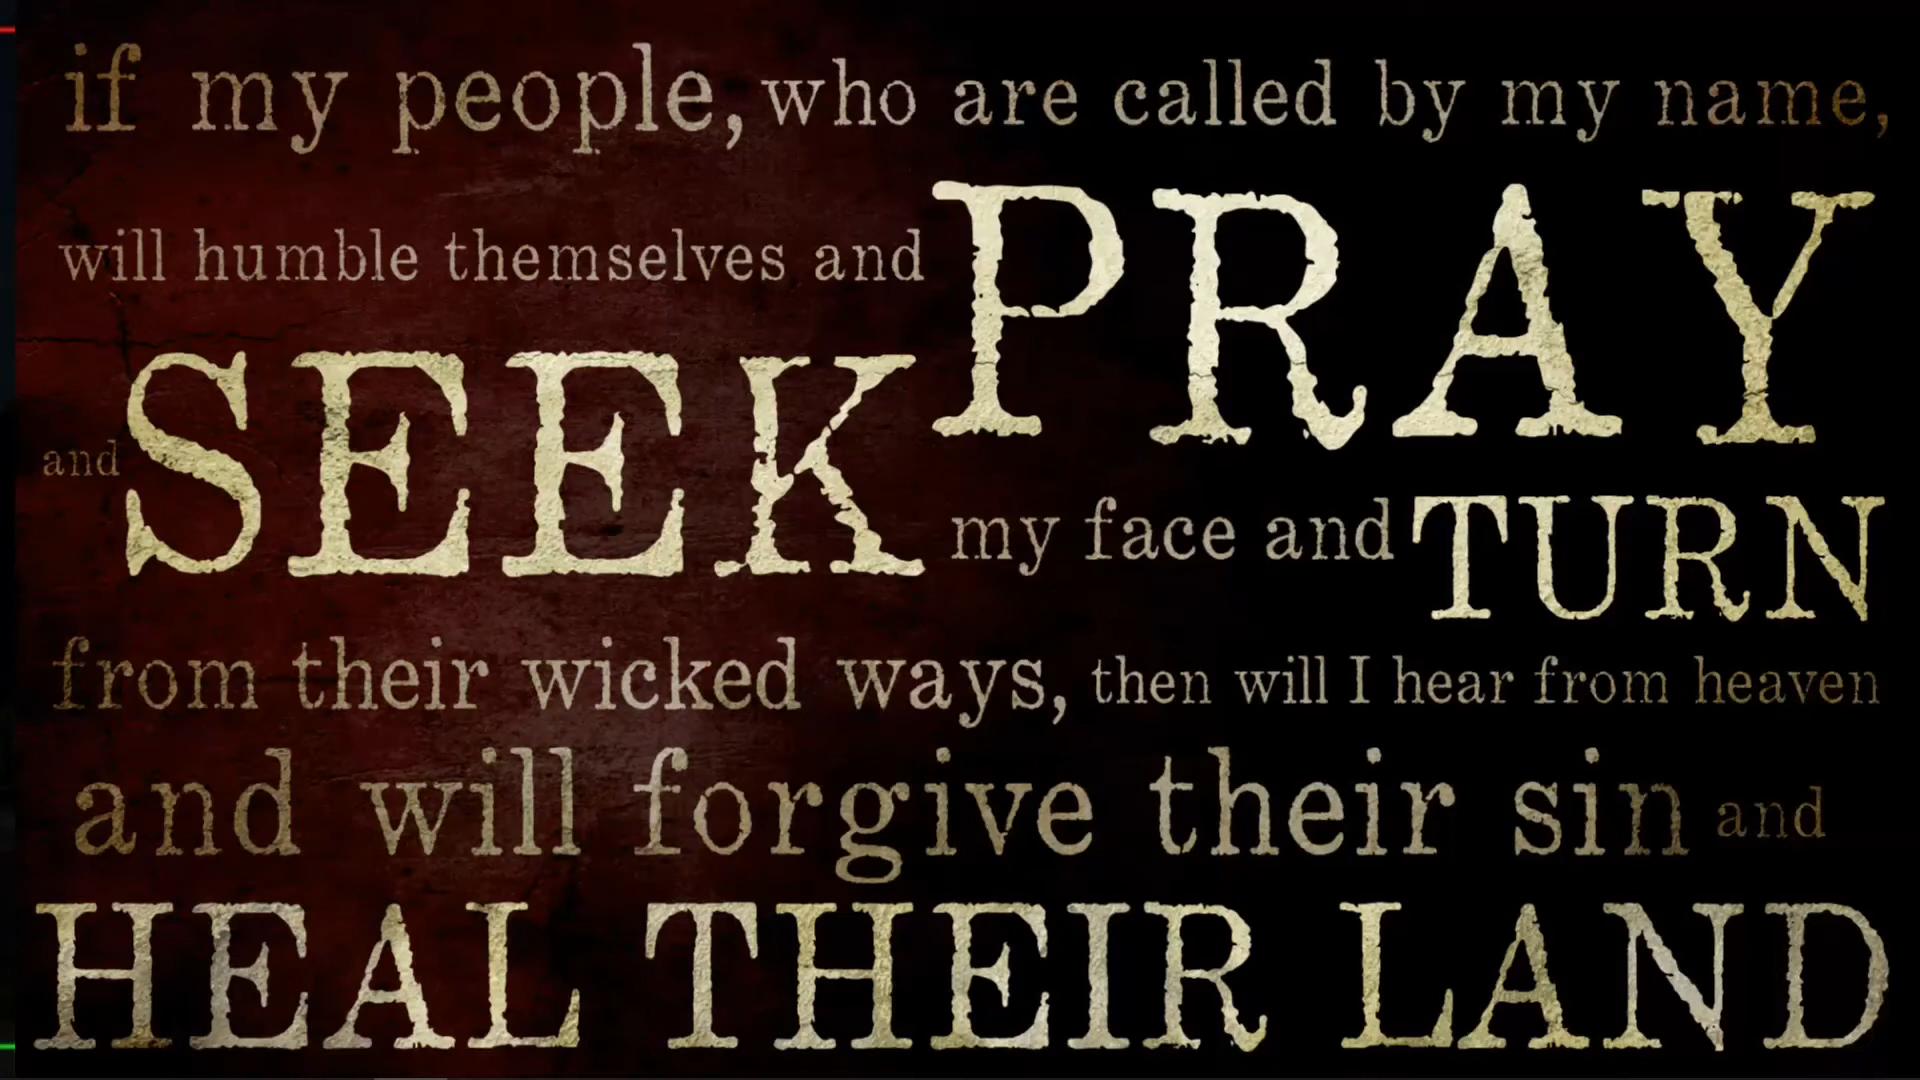 if my people, who are called by my name,
will humble themselves and PRAY
and SEEK my face and TURN
from their wicked ways, then will I hear from heaven
and will forgive their sin and
HEAL THEIR LAND